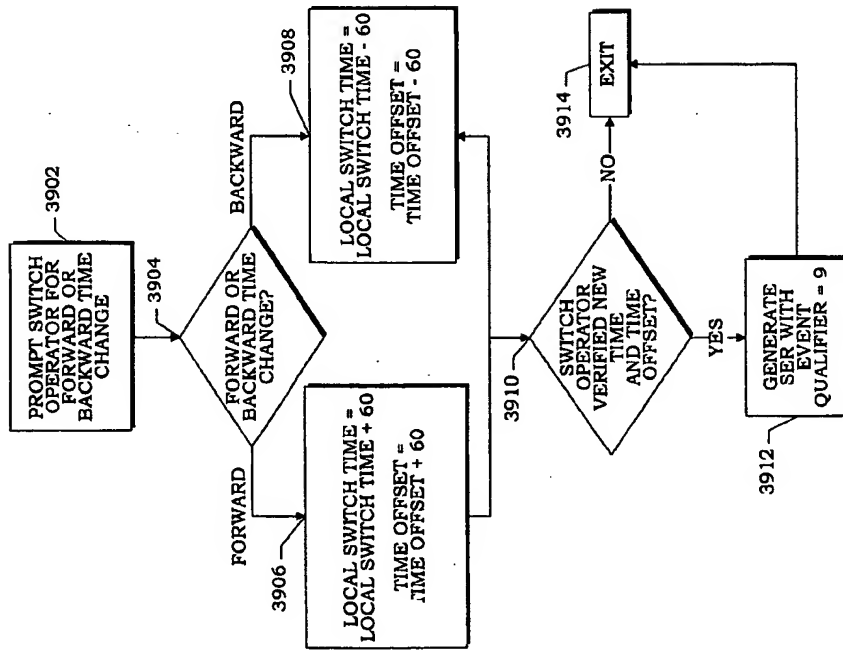 3902
PROMPT SWITCH
OPERATOR FOR
FORWARD OR
BACKWARD TIME
CHANGE
3904
FORWARD OR
BACKWARD TIME
CHANGE?
FORWARD
BACKWARD
3906
LOCAL SWITCH TIME =
LOCAL SWITCH TIME + 60
TIME OFFSET =
TIME OFFSET + 60
3908
LOCAL SWITCH TIME =
LOCAL SWITCH TIME - 60
TIME OFFSET =
TIME OFFSET - 60
3910
SWITCH
OPERATOR
VERIFIED NEW
TIME
AND TIME
OFFSET?
NO
3914
EXIT
YES
3912
GENERATE
SER WITH
EVENT
QUALIFIER = 9